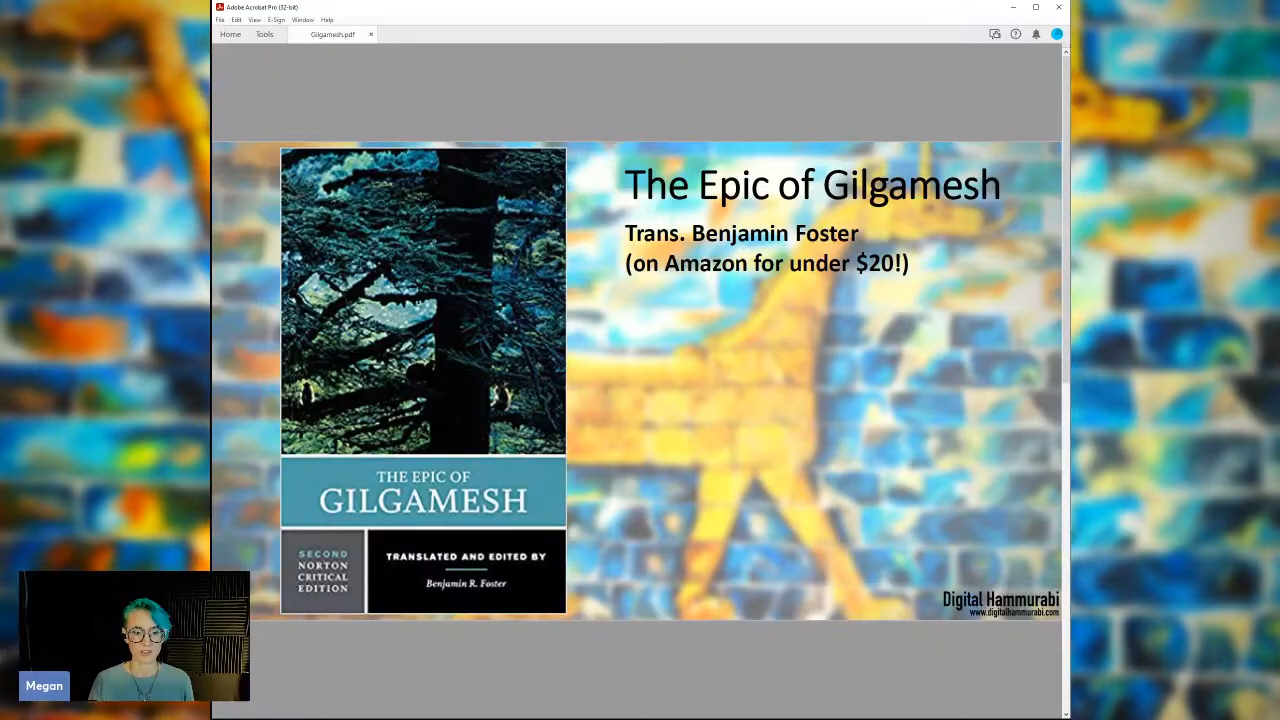 Adobe Acrobat Pro (32-bit)
File Edit View E-Sign Window Help
Home Tools Gilgamesh.pdf
The Epic of Gilgamesh
Trans. Benjamin Foster
(on Amazon for under $20!)
THE EPIC OF
GILGAMESH
SECOND
NORTON
CRITICAL
EDITION
TRANSLATED AND EDITED BY
Benjamin R. Foster
Digital Hammurabi
www.digitalhammurabi.com
Megan